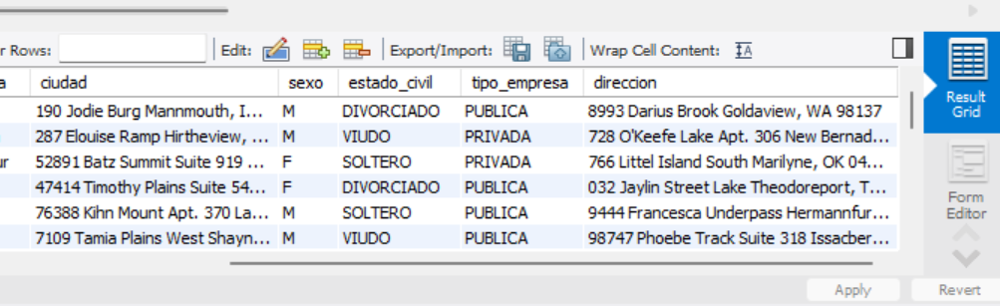 r Rows: Edit: Export/Import: Wrap Cell Content: IA
a ciudad sexo estado_civil tipo_empresa direccion
190 Jodie Burg Mannmouth, I... M DIVORCIADO PUBLICA 8993 Darius Brook Goldaview, WA 98137
287 Elouise Ramp Hirtheview, ... M VIUDO PRIVADA 728 O'Keefe Lake Apt. 306 New Bernad...
ur 52891 Batz Summit Suite 919 ... F SOLTERO PRIVADA 766 Littel Island South Marilyne, OK 04...
47414 Timothy Plains Suite 54... F DIVORCIADO PUBLICA 032 Jaylin Street Lake Theodoreport, T...
76388 Kihn Mount Apt. 370 La... M SOLTERO PUBLICA 9444 Francesca Underpass Hermannfur...
7109 Tamia Plains West Shayn... M VIUDO PUBLICA 98747 Phoebe Track Suite 318 Issacber...
Result
Grid
Form
Editor
Apply Revert